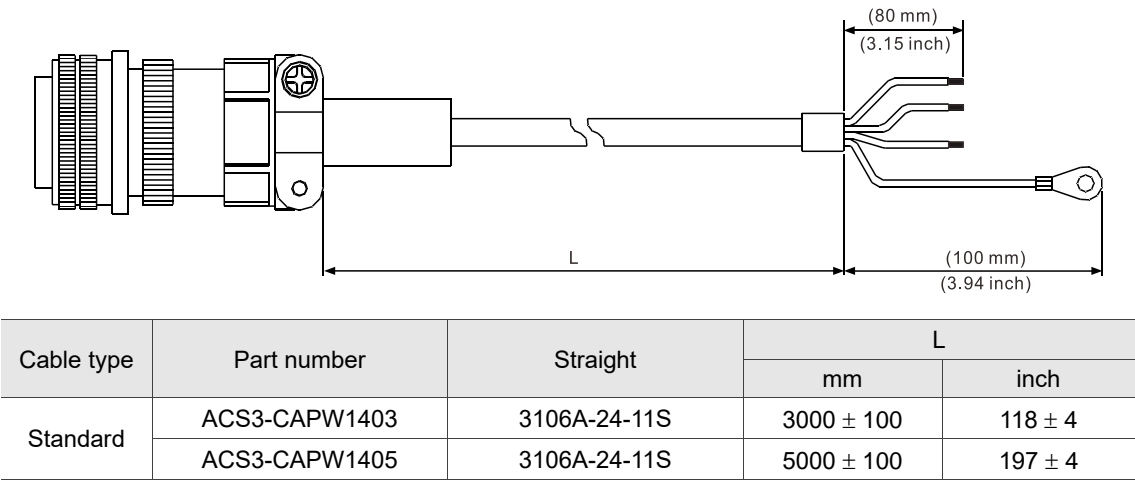 (80 mm)
(3.15 inch)
L
(100 mm)
(3.94 inch)
Cable type Part number Straight L
mm inch
Standard ACS3-CAPW1403 3106A-24-11S 3000 ± 100 118 ± 4
ACS3-CAPW1405 3106A-24-11S 5000 ± 100 197 ± 4